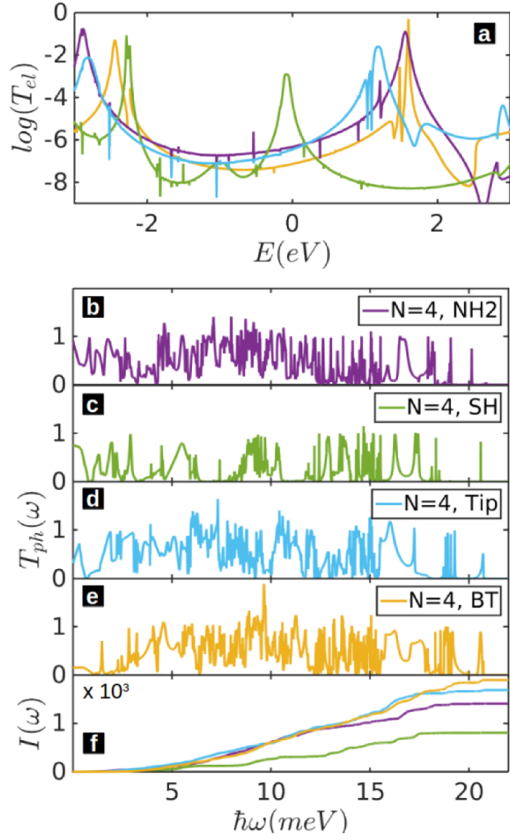 0
-2
-4
-6
-8
log(T_el)
a
-2
0
2
E(eV)
b
N=4, NH2
1
0
c
N=4, SH
1
0
d
N=4, Tip
1
0
T_ph(ω)
e
N=4, BT
1
0
x 10³
f
1
0
I(ω)
5
10
15
20
ħω(meV)